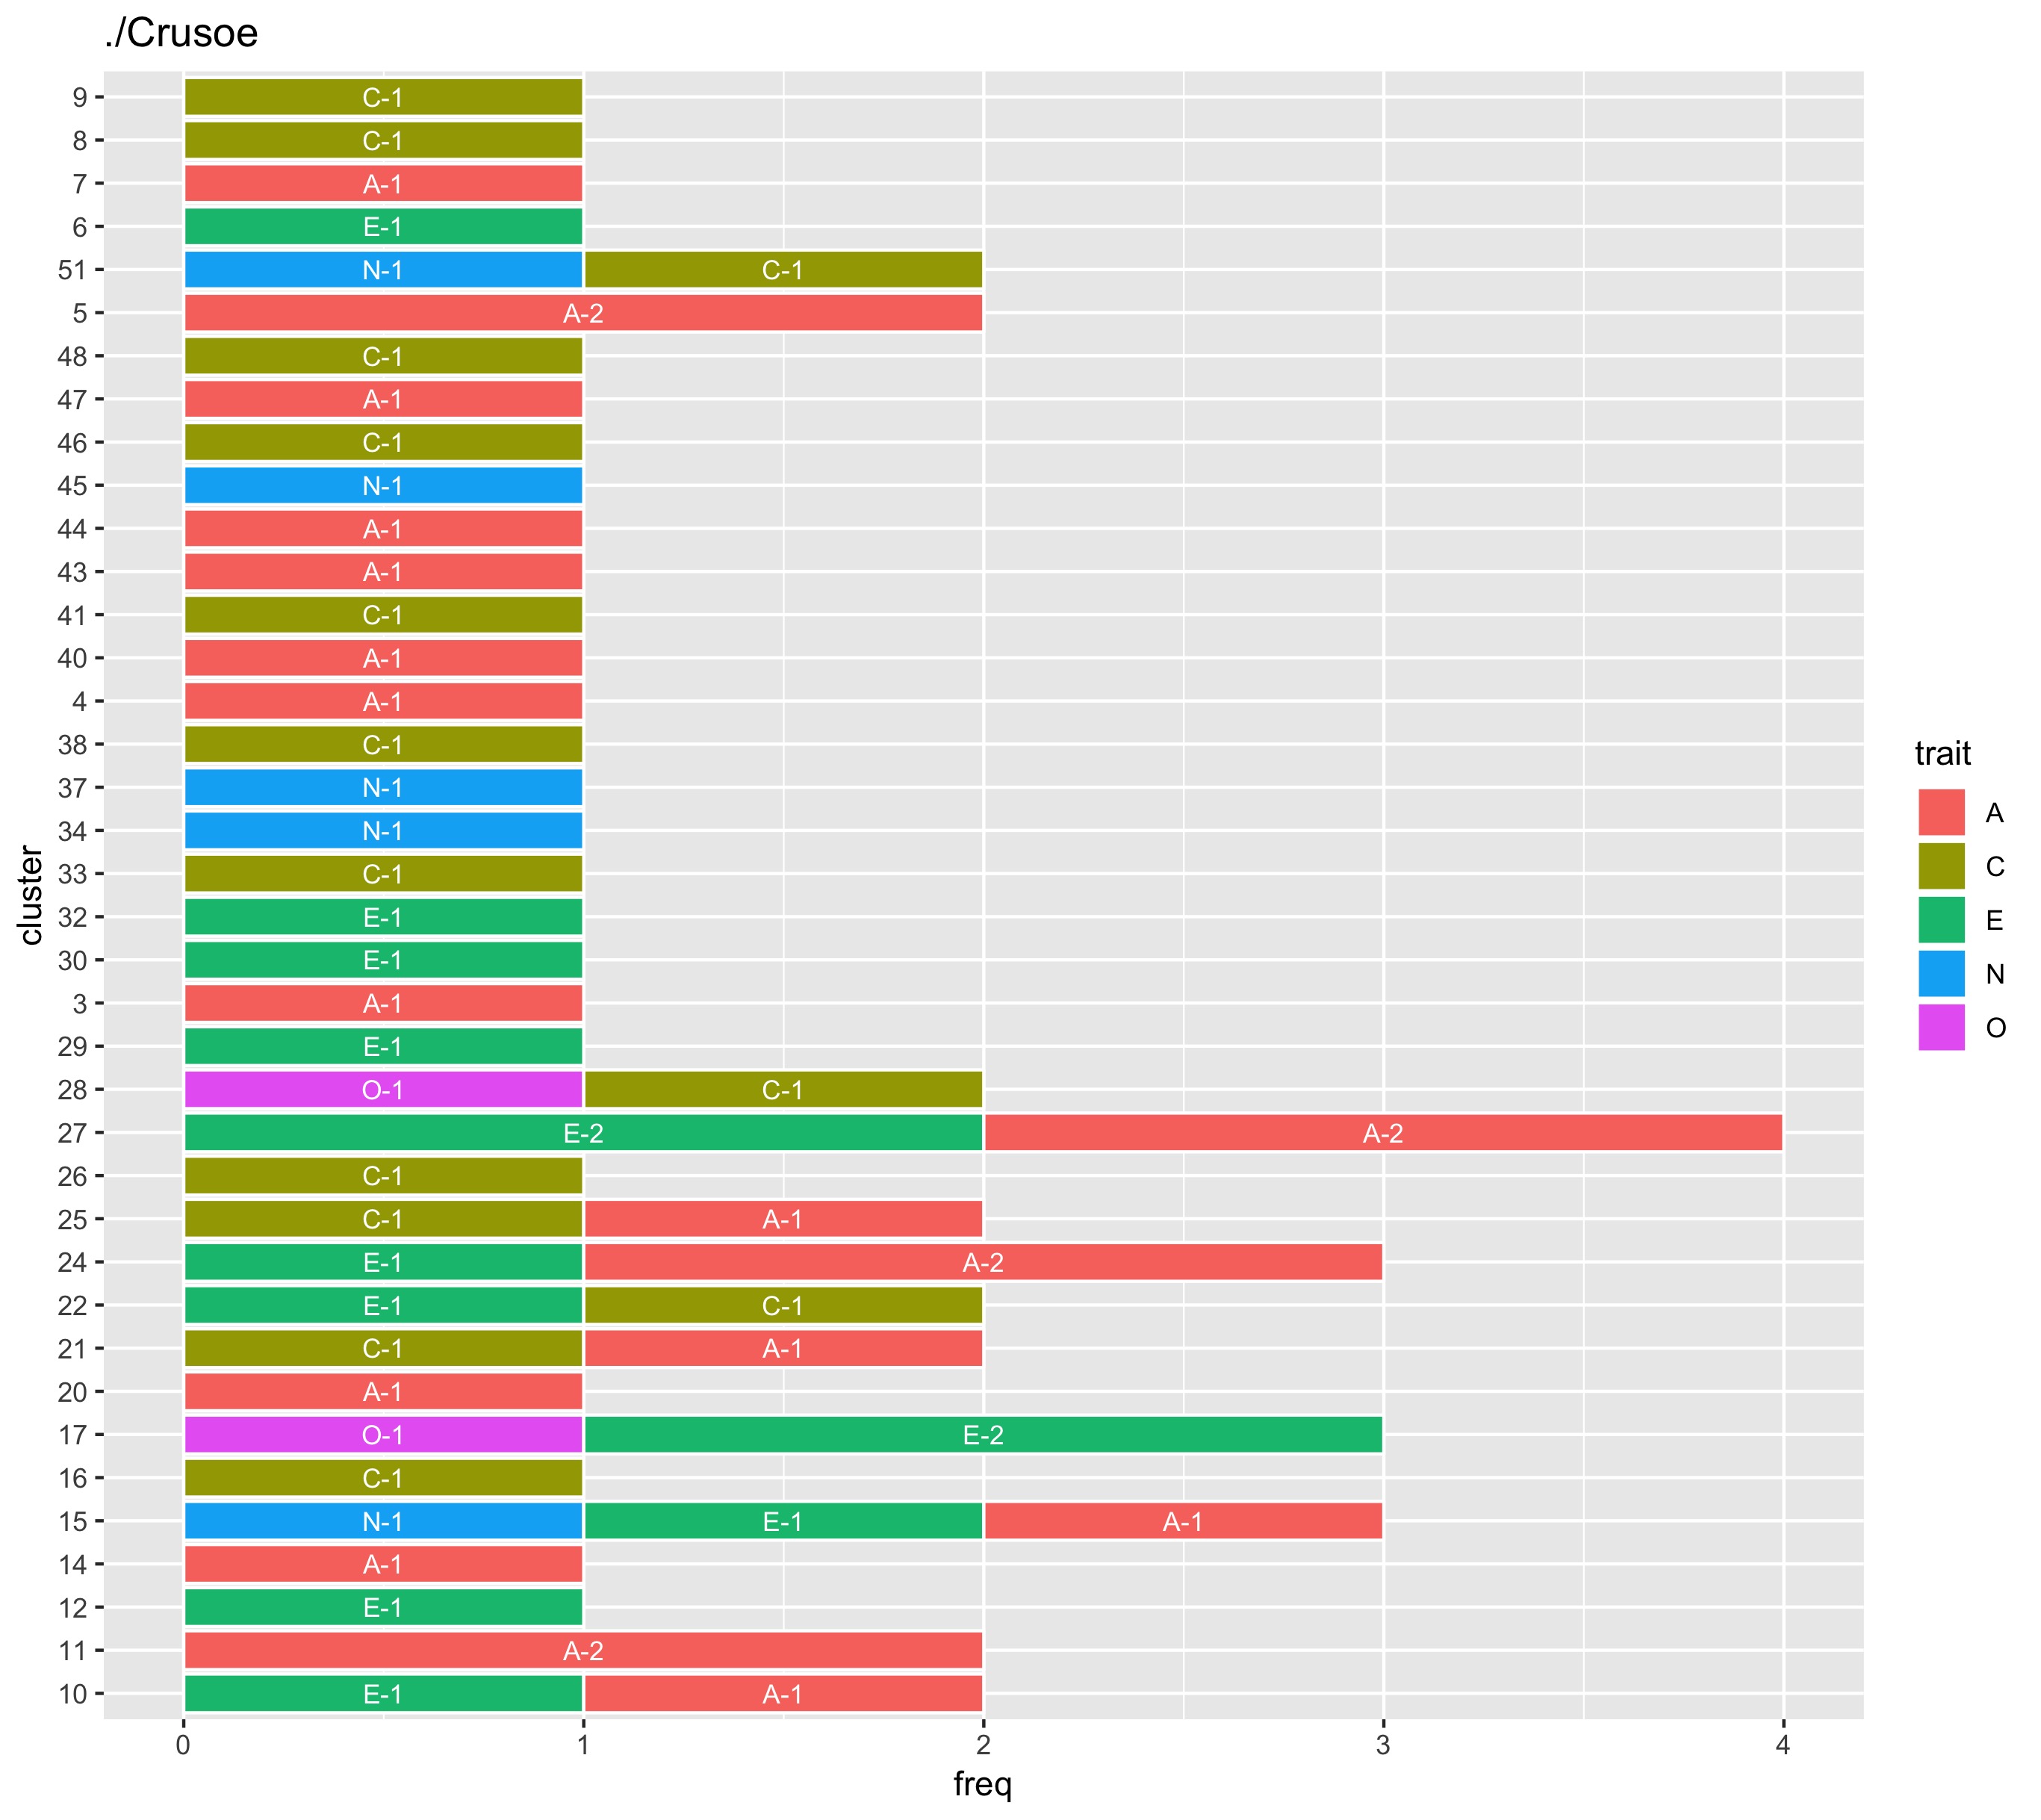 ./Crusoe
9 C-1
8 C-1
7 A-1
6 E-1
51 N-1 C-1
5 A-2
48 C-1
47 A-1
46 C-1
45 N-1
44 A-1
43 A-1
41 C-1
40 A-1
4 A-1
38 C-1
37 N-1
34 N-1
33 C-1
32 E-1
30 E-1
3 A-1
29 E-1
28 O-1 C-1
27 E-2 A-2
26 C-1
25 C-1 A-1
24 E-1 A-2
22 E-1 C-1
21 C-1 A-1
20 A-1
17 O-1 E-2
16 C-1
15 N-1 E-1 A-1
14 A-1
12 E-1
11 A-2
10 E-1 A-1
0 1 2 3 4
freq
cluster
trait
A
C
E
N
O